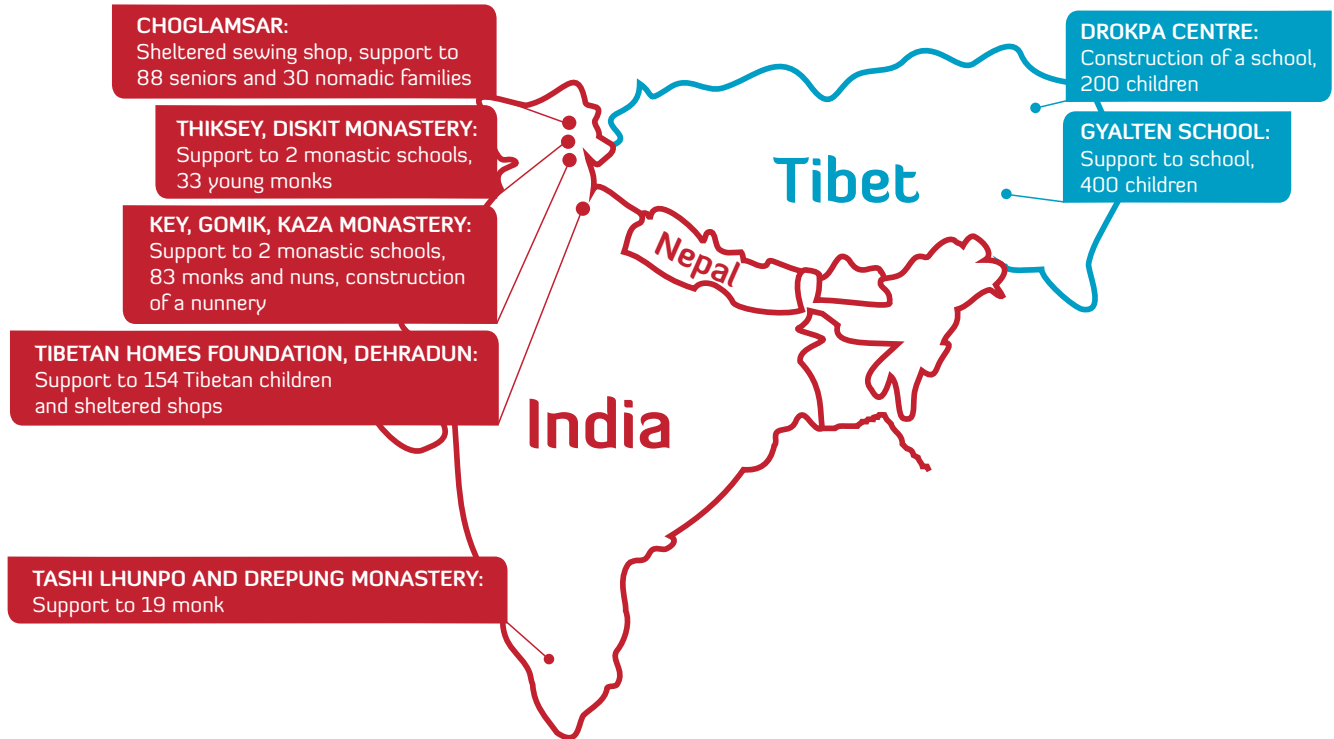 CHOGLAMSAR:
Sheltered sewing shop, support to
88 seniors and 30 nomadic families
THIKSEY, DISKIT MONASTERY:
Support to 2 monastic schools,
33 young monks
KEY, GOMIK, KAZA MONASTERY:
Support to 2 monastic schools,
83 monks and nuns, construction
of a nunnery
TIBETAN HOMES FOUNDATION, DEHRADUN:
Support to 154 Tibetan children
and sheltered shops
TASHI LHUNPO AND DREPUNG MONASTERY:
Support to 19 monk
DROKPA CENTRE:
Construction of a school,
200 children
GYALTEN SCHOOL:
Support to school,
400 children
Tibet
Nepal
India